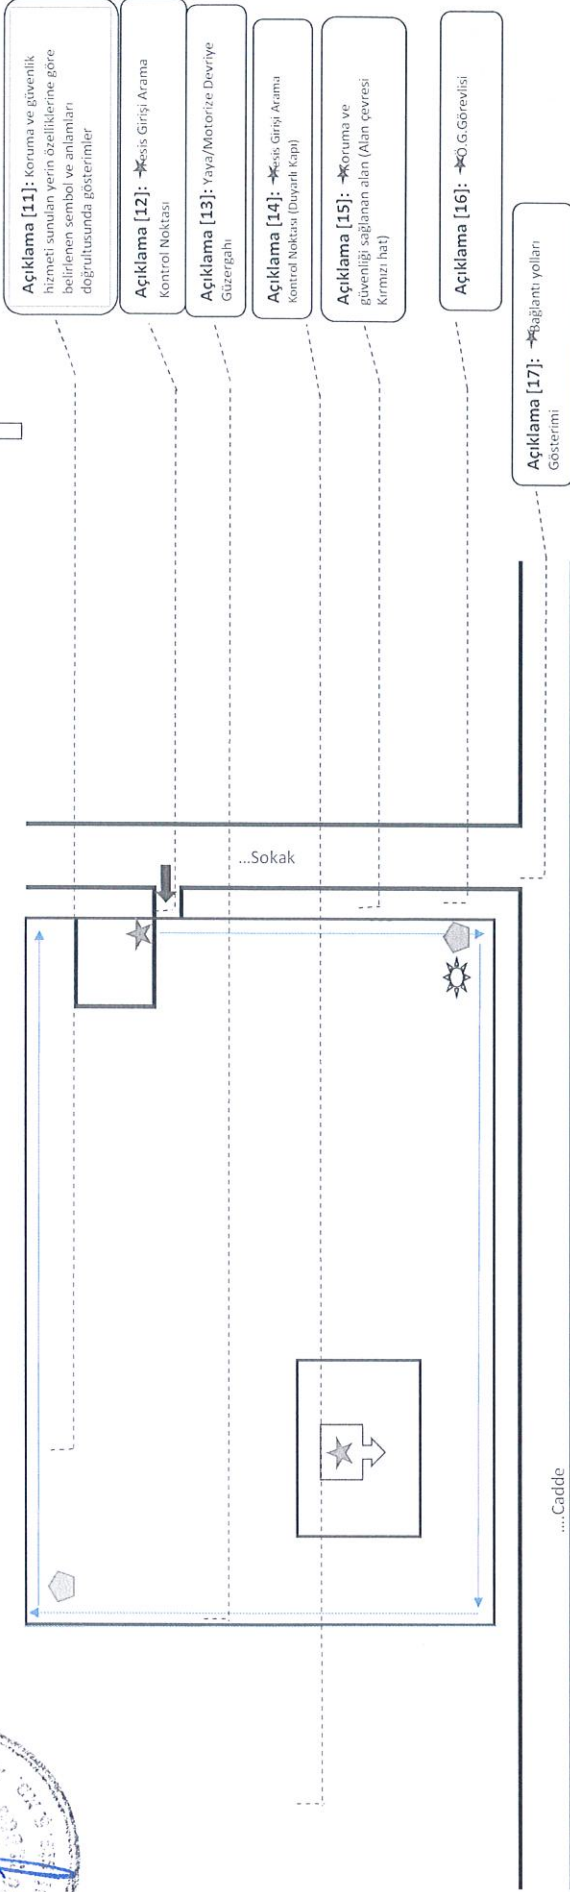 Açıklama [11]: Koruma ve güvenlik
hizmeti sunulan yerin özelliklerine göre
belirlenen sembol ve anlamları
doğrultusunda gösterimler
Açıklama [12]: Tesis Girişi Arama
Kontrol Noktası
Açıklama [13]: Yaya/Motorize Devriye
Güzergahı
Açıklama [14]: Tesis Girişi Arama
Kontrol Noktası (Duyarlı Kapı)
Açıklama [15]: Koruma ve
güvenliği sağlanan alan (Alan çevresi
Kırmızı hat)
Açıklama [16]: Ö.G.Görevlisi
Açıklama [17]: Bağlantı yolları
Gösterimi
...Sokak
....Cadde